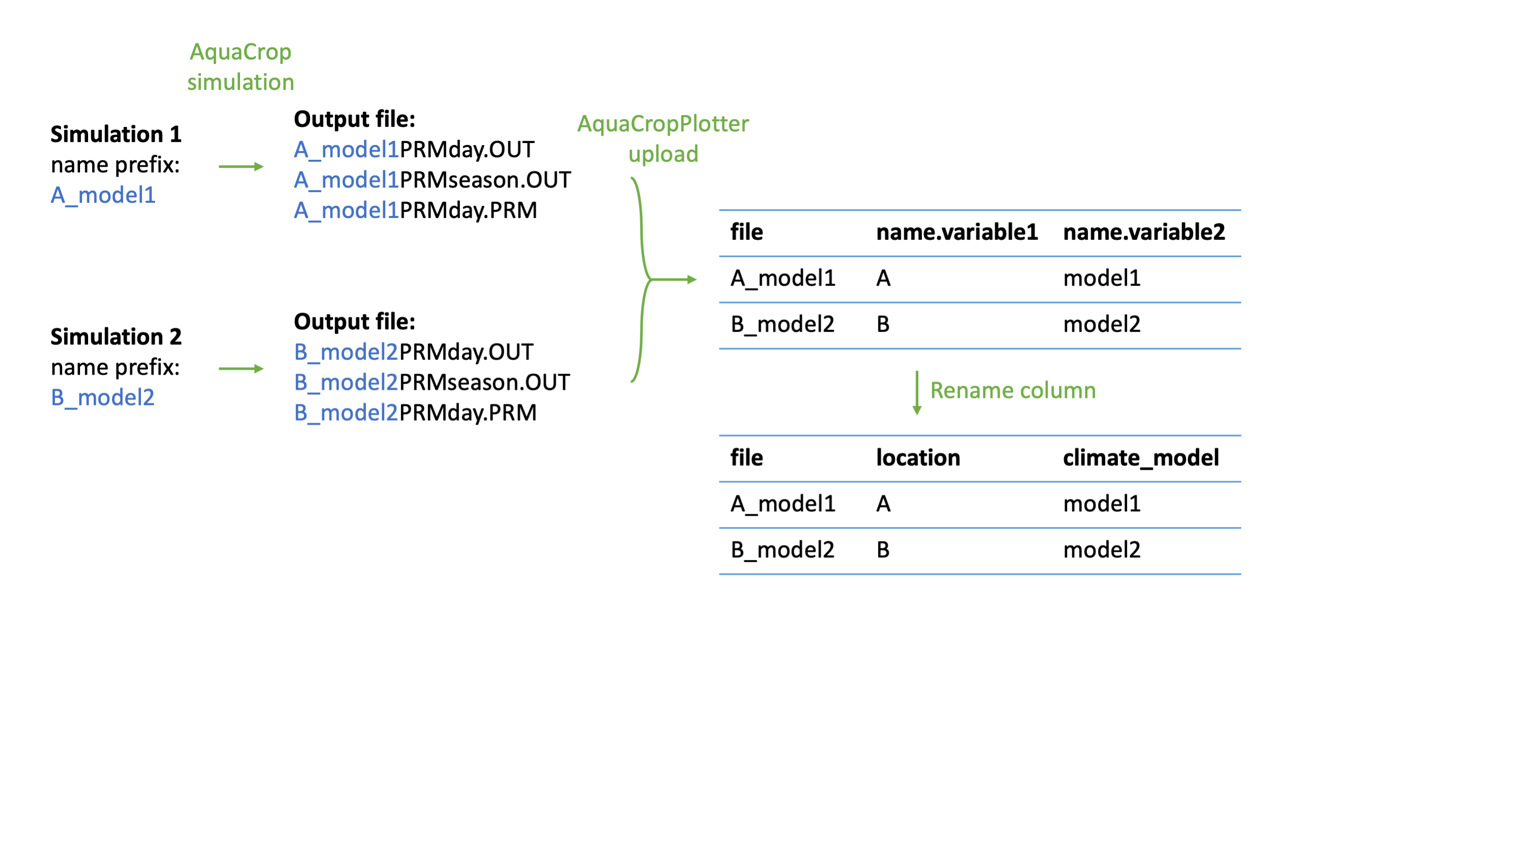 AquaCrop
simulation
Simulation 1
name prefix:
A_model1
Output file:
A_model1PRMday.OUT
A_model1PRMseason.OUT
A_model1PRMday.PRM
Simulation 2
name prefix:
B_model2
Output file:
B_model2PRMday.OUT
B_model2PRMseason.OUT
B_model2PRMday.PRM
AquaCropPlotter
upload
file name.variable1 name.variable2
A_model1 A model1
B_model2 B model2
Rename column
file location climate_model
A_model1 A model1
B_model2 B model2